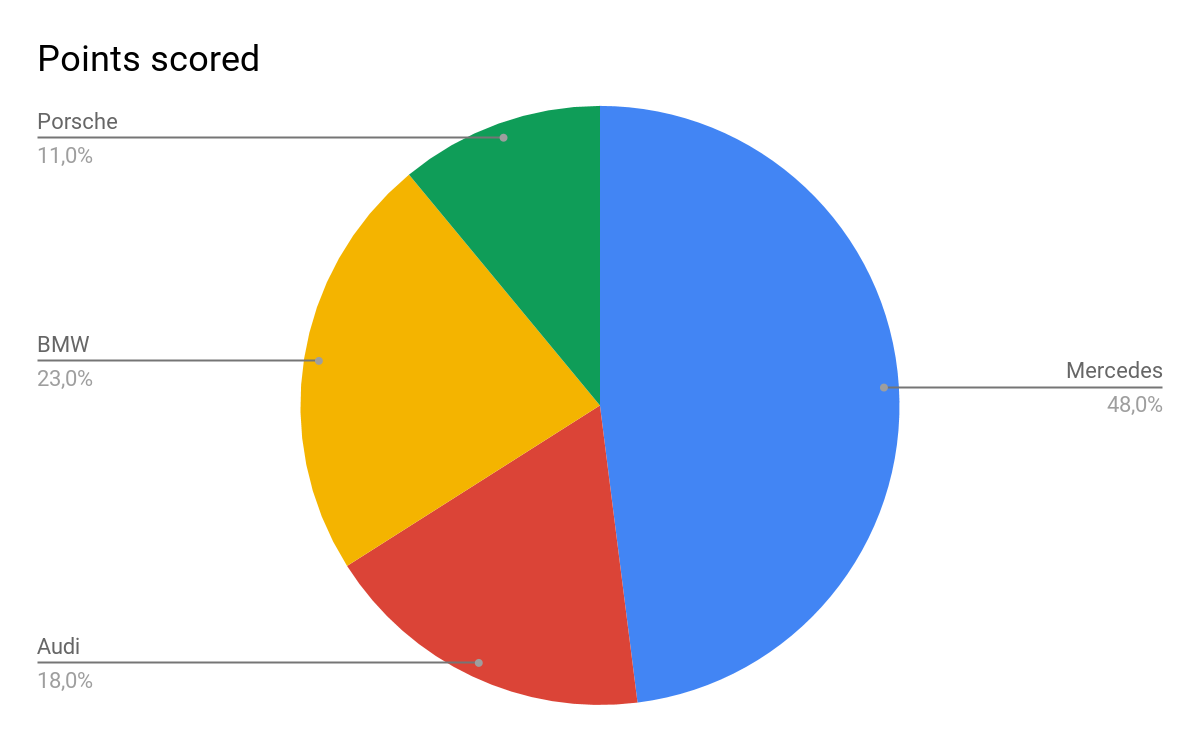 Points scored
Porsche
11,0%
BMW
23,0%
Mercedes
48,0%
Audi
18,0%